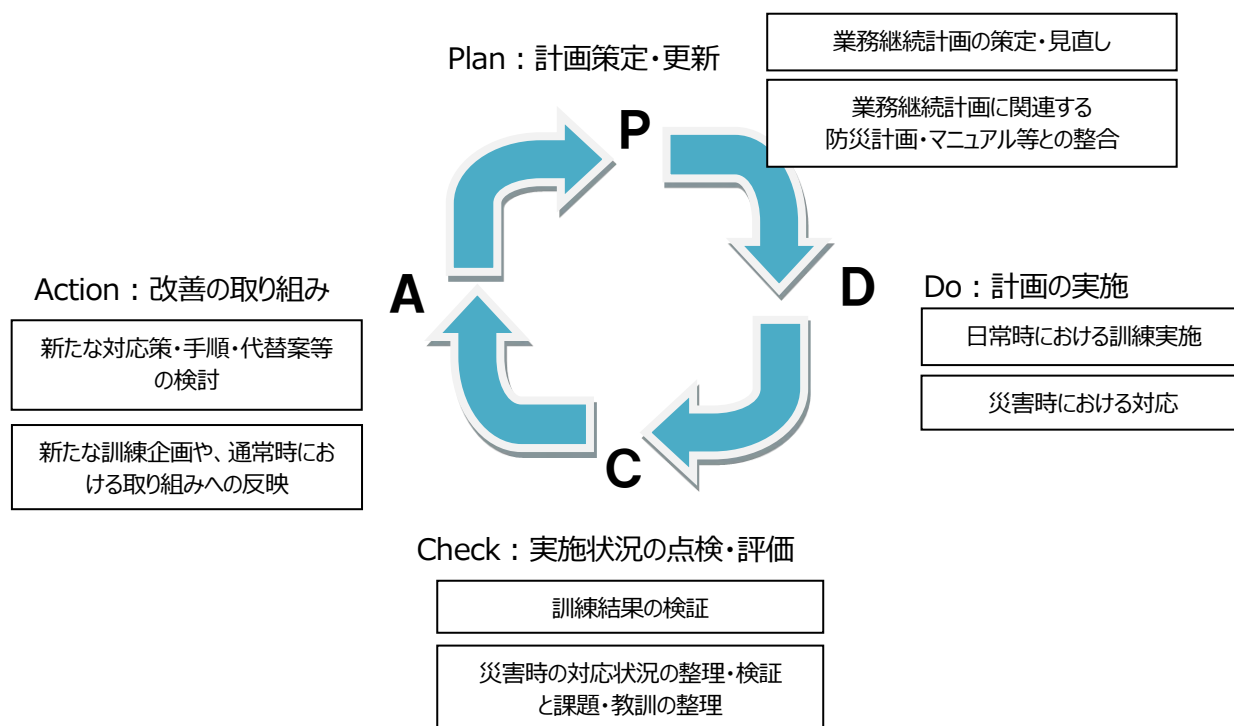 Plan：計画策定・更新
業務継続計画の策定・見直し
業務継続計画に関連する
防災計画・マニュアル等との整合
P
D
Do：計画の実施
日常時における訓練実施
災害時における対応
C
Check：実施状況の点検・評価
訓練結果の検証
災害時の対応状況の整理・検証
と課題・教訓の整理
A
Action：改善の取り組み
新たな対応策・手順・代替案等
の検討
新たな訓練企画や、通常時にお
ける取り組みへの反映